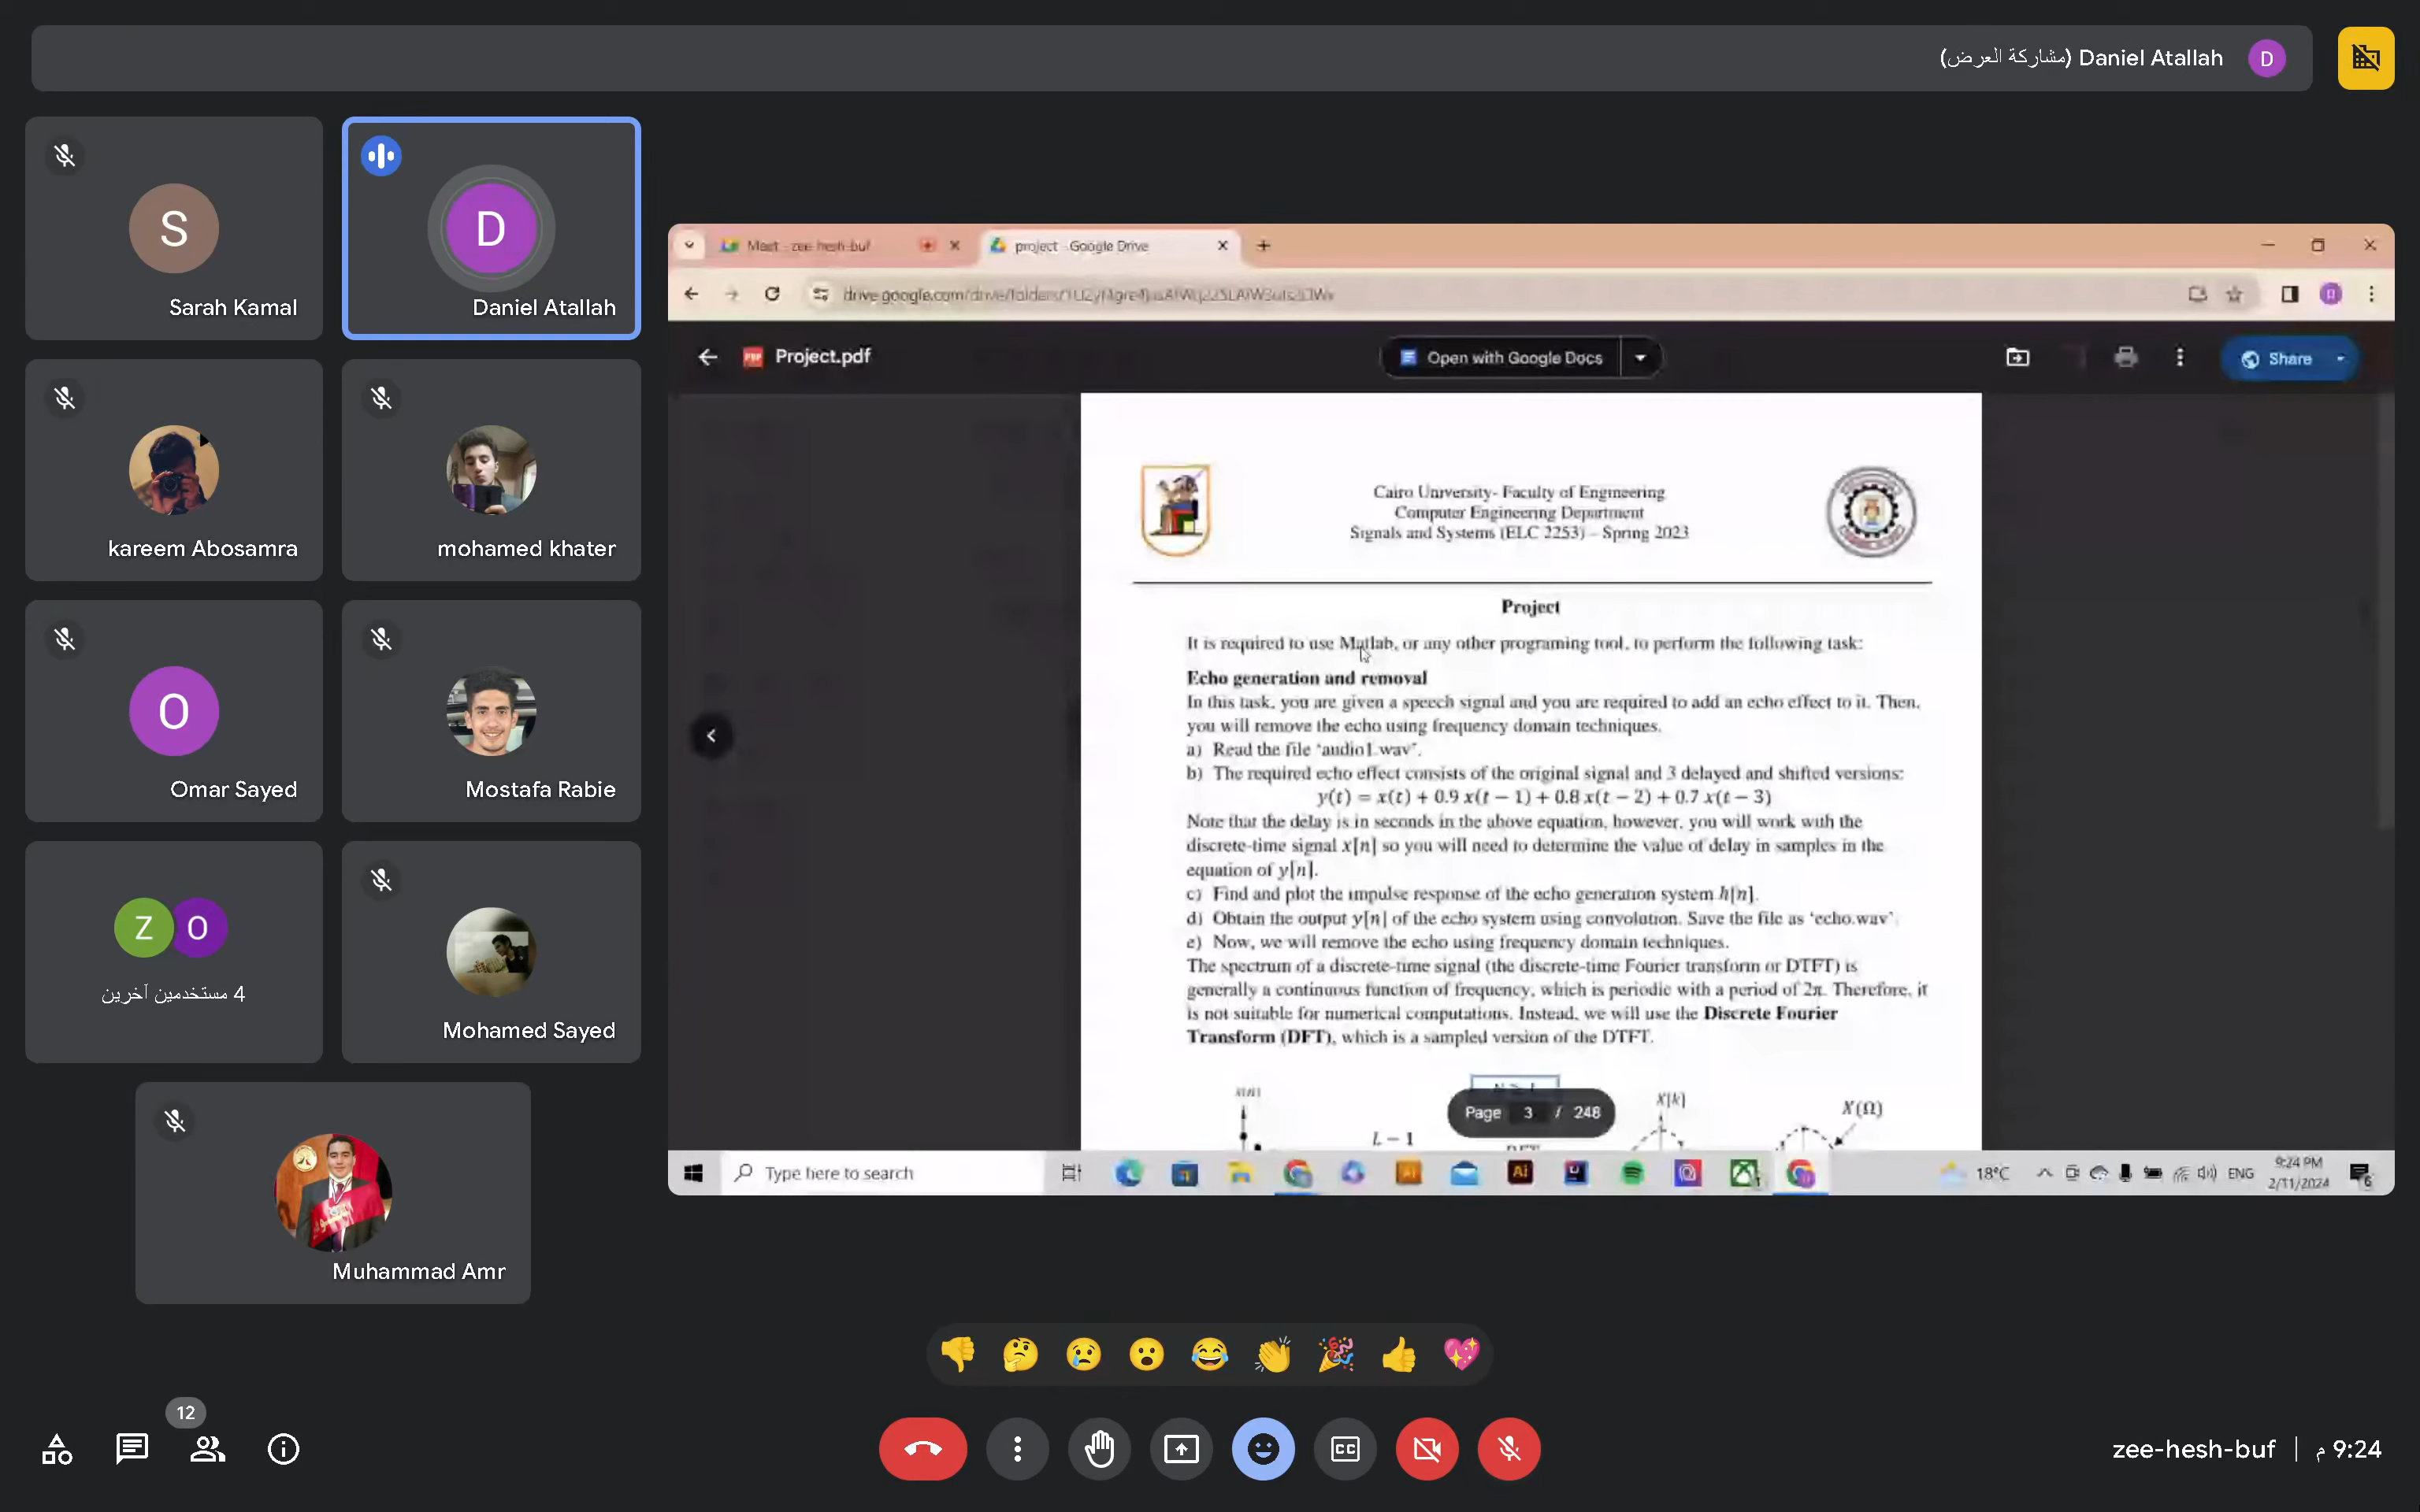 Daniel Atallah (مشاركة العرض)
D
S
Sarah Kamal
D
Daniel Atallah
kareem Abosamra
mohamed khater
O
Omar Sayed
Mostafa Rabie
Z O
4 مستخدمين آخرين
Mohamed Sayed
Muhammad Amr
Meet - zee-hesh-buf
project - Google Drive
drive.google.com/drive/folders/
PDF
Project.pdf
Open with Google Docs
Share
Cairo University- Faculty of Engineering
Computer Engineering Department
Signals and Systems (ELC 2253) – Spring 2023
Project
It is required to use Matlab, or any other programing tool, to perform the following task:
Echo generation and removal
In this task, you are given a speech signal and you are required to add an echo effect to it. Then,
you will remove the echo using frequency domain techniques.
a) Read the file ‘audio1.wav’.
b) The required echo effect consists of the original signal and 3 delayed and shifted versions:
y(t) = x(t) + 0.9 x(t − 1) + 0.8 x(t − 2) + 0.7 x(t − 3)
Note that the delay is in seconds in the above equation, however, you will work with the
discrete-time signal x[n] so you will need to determine the value of delay in samples in the
equation of y[n].
c) Find and plot the impulse response of the echo generation system h[n].
d) Obtain the output y[n] of the echo system using convolution. Save the file as ‘echo.wav’.
e) Now, we will remove the echo using frequency domain techniques.
The spectrum of a discrete-time signal (the discrete-time Fourier transform or DTFT) is
generally a continuous function of frequency, which is periodic with a period of 2π. Therefore, it
is not suitable for numerical computations. Instead, we will use the Discrete Fourier
Transform (DFT), which is a sampled version of the DTFT.
X[k]
X(Ω)
L − 1
Page 3 / 248
Type here to search
Ai
18°C
ENG
9:24 PM
2/11/2024
6
12
CC
zee-hesh-buf | 9:24 م